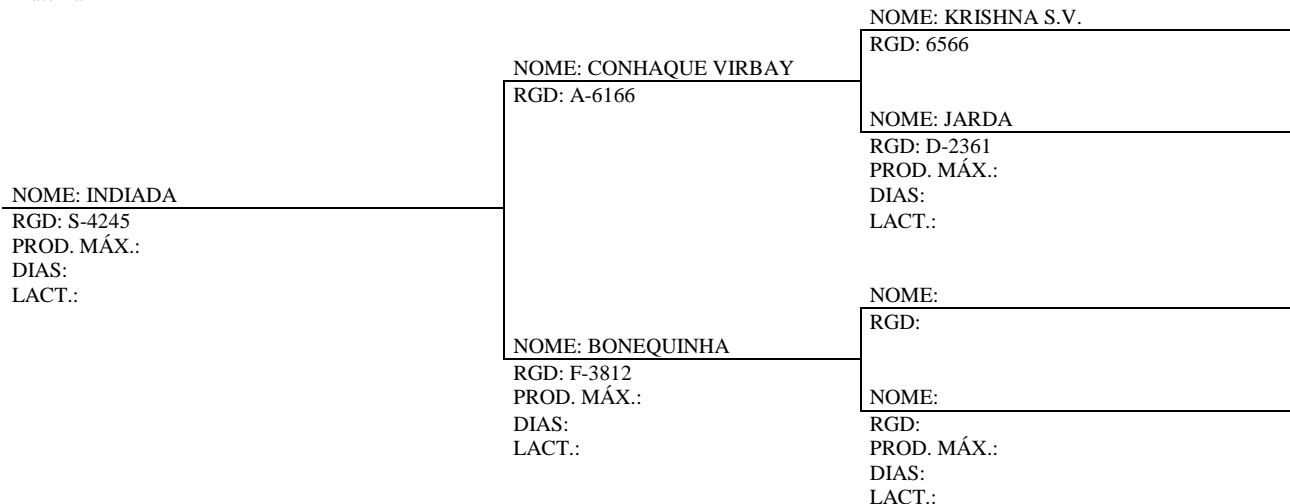 NOME: KRISHNA S.V.
RGD: 6566
NOME: CONHAQUE VIRBAY
RGD: A-6166
NOME: JARDA
RGD: D-2361
PROD. MÁX.:
DIAS:
LACT.:
NOME: INDIADA
RGD: S-4245
PROD. MÁX.:
DIAS:
LACT.:
NOME:
RGD:
NOME: BONEQUINHA
RGD: F-3812
PROD. MÁX.:
DIAS:
LACT.:
NOME:
RGD:
PROD. MÁX.:
DIAS:
LACT.: